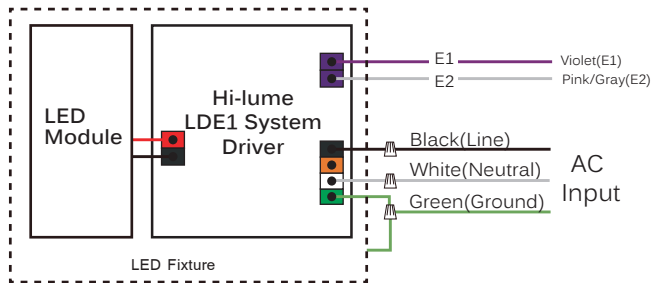 LED
Module
Hi-lume
LDE1 System
Driver
E1
Violet(E1)
E2
Pink/Gray(E2)
Black(Line)
White(Neutral)
Green(Ground)
AC
Input
LED Fixture